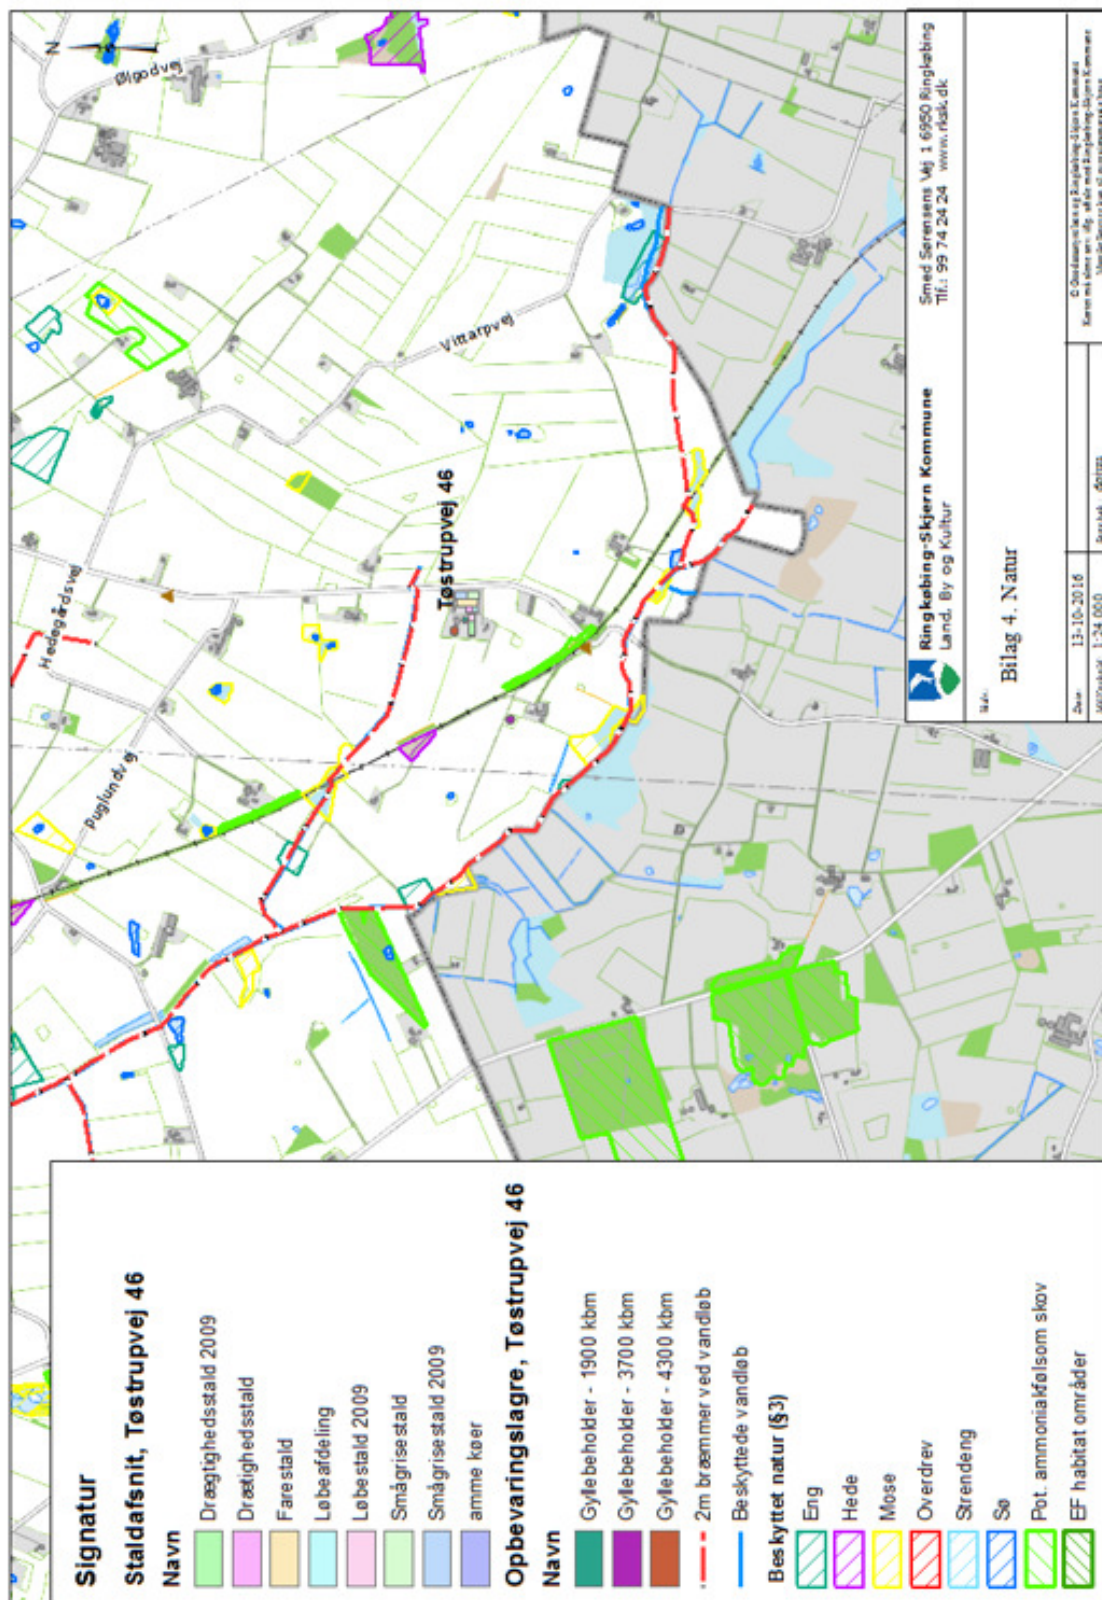 N
Ølgodvej
Vittarpvej
Hedegårdsvej
Puglundvej
Tøstrupvej 46
Signatur
Staldafsnit, Tøstrupvej 46
Navn
Drægtighedsstald 2009
Drætighedsstald
Farestald
Løbeafdeling
Løbestald 2009
Smågrisestald
Smågrisestald 2009
amme køer
Opbevaringslagre, Tøstrupvej 46
Navn
Gyllebeholder - 1900 kbm
Gyllebeholder - 3700 kbm
Gyllebeholder - 4300 kbm
2m bræmmer ved vandløb
Beskyttede vandløb
Beskyttet natur (§3)
Eng
Hede
Mose
Overdrev
Strendeng
Sø
Pot. ammoniakfølsom skov
EF habitat områder
Ringkøbing-Skjern Kommune
Land, By og Kultur
Smed Sørensens Vej 1 6950 Ringkøbing
Tlf.: 99 74 24 24 www.rksk.dk
Bilag 4. Natur
13-10-2016
1:24.000